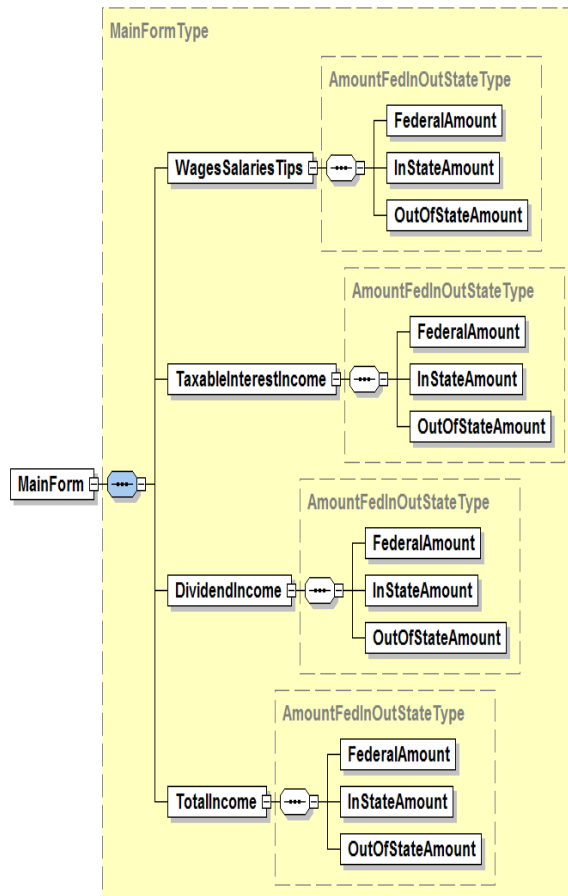 MainFormType
AmountFedInOutStateType
FederalAmount
WagesSalariesTips
InStateAmount
OutOfStateAmount
AmountFedInOutStateType
FederalAmount
TaxableInterestIncome
InStateAmount
OutOfStateAmount
MainForm
AmountFedInOutStateType
FederalAmount
DividendIncome
InStateAmount
OutOfStateAmount
AmountFedInOutStateType
FederalAmount
TotalIncome
InStateAmount
OutOfStateAmount